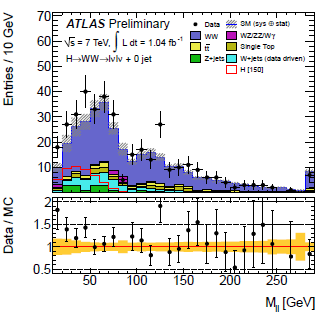 Entries / 10 GeV
70
60
50
40
30
20
10
ATLAS Preliminary
√s = 7 TeV, ∫ L dt = 1.04 fb⁻¹
H→WW→lνlν + 0 jet
Data
SM (sys ⊕ stat)
WW
WZ/ZZ/Wγ
tt̄
Single Top
Z+jets
W+jets (data driven)
H [150]
Data / MC
2
1.5
1
0.5
50 100 150 200 250
M_ll [GeV]